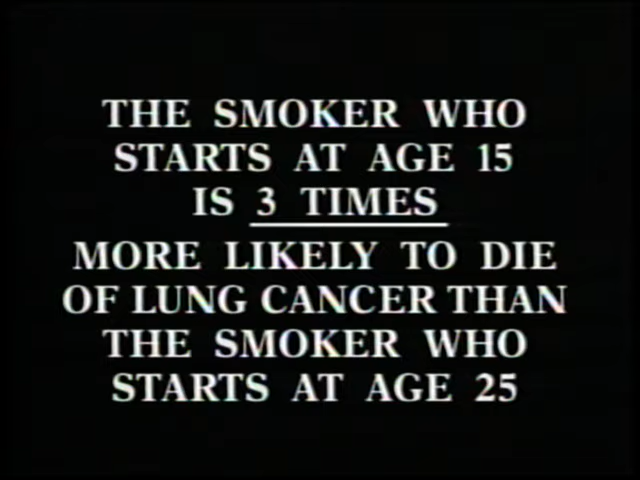 THE SMOKER WHO
STARTS AT AGE 15
IS 3 TIMES
MORE LIKELY TO DIE
OF LUNG CANCER THAN
THE SMOKER WHO
STARTS AT AGE 25